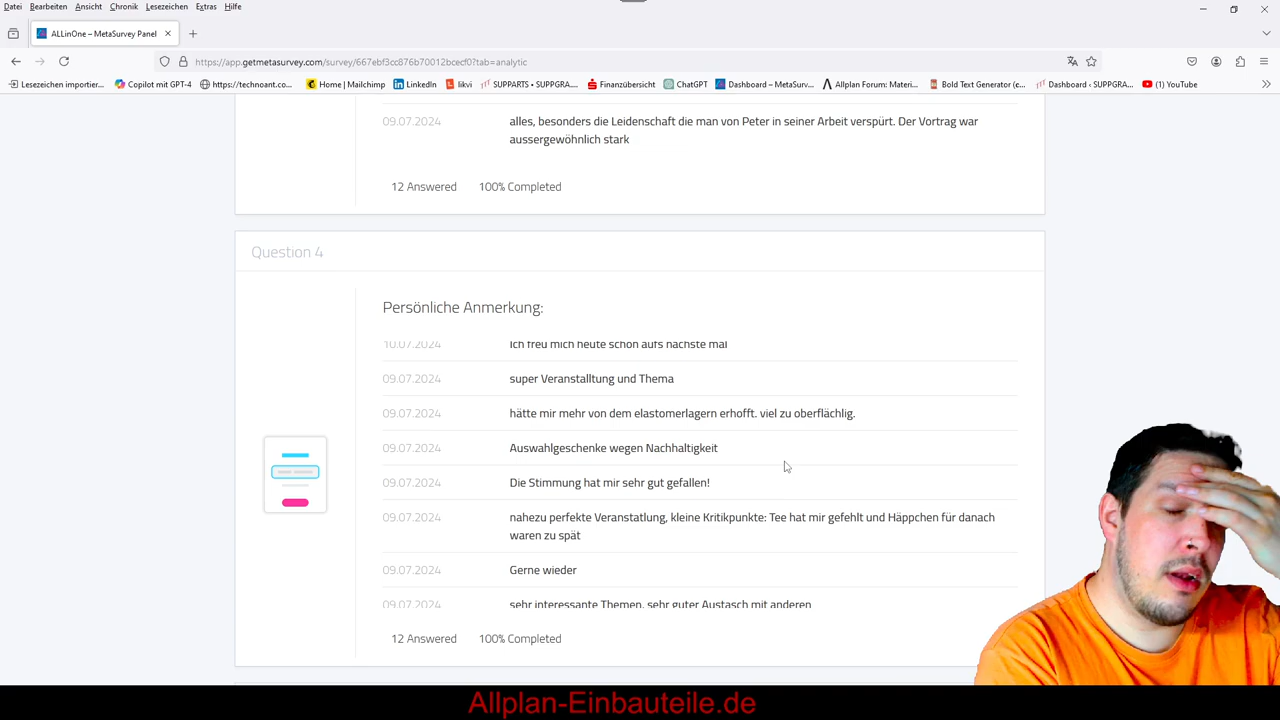 Datei Bearbeiten Ansicht Chronik Lesezeichen Extras Hilfe
ALLinOne – MetaSurvey Panel
https://app.getmetasurvey.com/survey/667ebf3cc876b70012bcecf0?tab=analytic
Lesezeichen importier... Copilot mit GPT-4 https://technoant.co... Home | Mailchimp LinkedIn likvi SUPPARTS • SUPPGRA... Finanzübersicht ChatGPT Dashboard – MetaSurv... Allplan Forum: Materi... Bold Text Generator (e... Dashboard ‹ SUPPGRA... (1) YouTube
09.07.2024 alles, besonders die Leidenschaft die man von Peter in seiner Arbeit verspürt. Der Vortrag war
aussergewöhnlich stark
12 Answered 100% Completed
Question 4
Persönliche Anmerkung:
10.07.2024 Ich freu mich heute schon aufs nächste mal
09.07.2024 super Veranstalltung und Thema
09.07.2024 hätte mir mehr von dem elastomerlagern erhofft. viel zu oberflächlig.
09.07.2024 Auswahlgeschenke wegen Nachhaltigkeit
09.07.2024 Die Stimmung hat mir sehr gut gefallen!
09.07.2024 nahezu perfekte Veranstatlung, kleine Kritikpunkte: Tee hat mir gefehlt und Häppchen für danach
waren zu spät
09.07.2024 Gerne wieder
09.07.2024 sehr interessante Themen, sehr guter Austasch mit anderen
12 Answered 100% Completed
Allplan-Einbauteile.de